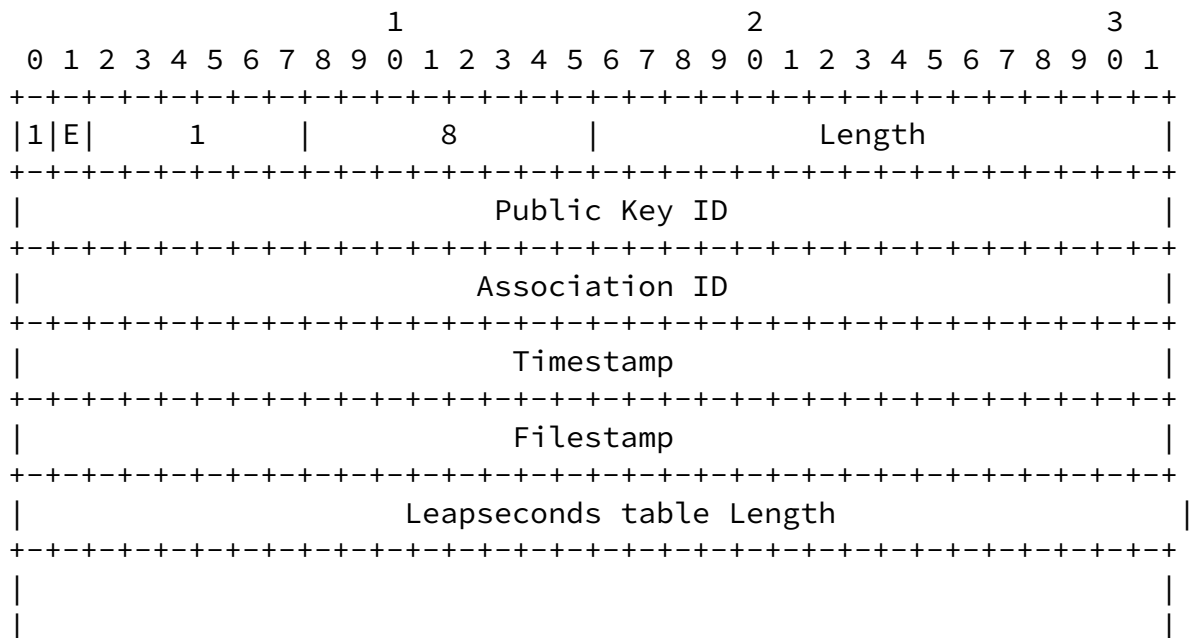 1                   2                   3
 0 1 2 3 4 5 6 7 8 9 0 1 2 3 4 5 6 7 8 9 0 1 2 3 4 5 6 7 8 9 0 1
+-+-+-+-+-+-+-+-+-+-+-+-+-+-+-+-+-+-+-+-+-+-+-+-+-+-+-+-+-+-+-+-+
|1|E|     1     |       8       |            Length             |
+-+-+-+-+-+-+-+-+-+-+-+-+-+-+-+-+-+-+-+-+-+-+-+-+-+-+-+-+-+-+-+-+
|                          Public Key ID                        |
+-+-+-+-+-+-+-+-+-+-+-+-+-+-+-+-+-+-+-+-+-+-+-+-+-+-+-+-+-+-+-+-+
|                         Association ID                        |
+-+-+-+-+-+-+-+-+-+-+-+-+-+-+-+-+-+-+-+-+-+-+-+-+-+-+-+-+-+-+-+-+
|                           Timestamp                           |
+-+-+-+-+-+-+-+-+-+-+-+-+-+-+-+-+-+-+-+-+-+-+-+-+-+-+-+-+-+-+-+-+
|                           Filestamp                           |
+-+-+-+-+-+-+-+-+-+-+-+-+-+-+-+-+-+-+-+-+-+-+-+-+-+-+-+-+-+-+-+-+
|                     Leapseconds table Length                   |
+-+-+-+-+-+-+-+-+-+-+-+-+-+-+-+-+-+-+-+-+-+-+-+-+-+-+-+-+-+-+-+-+
|                                                               |
|                                                               |